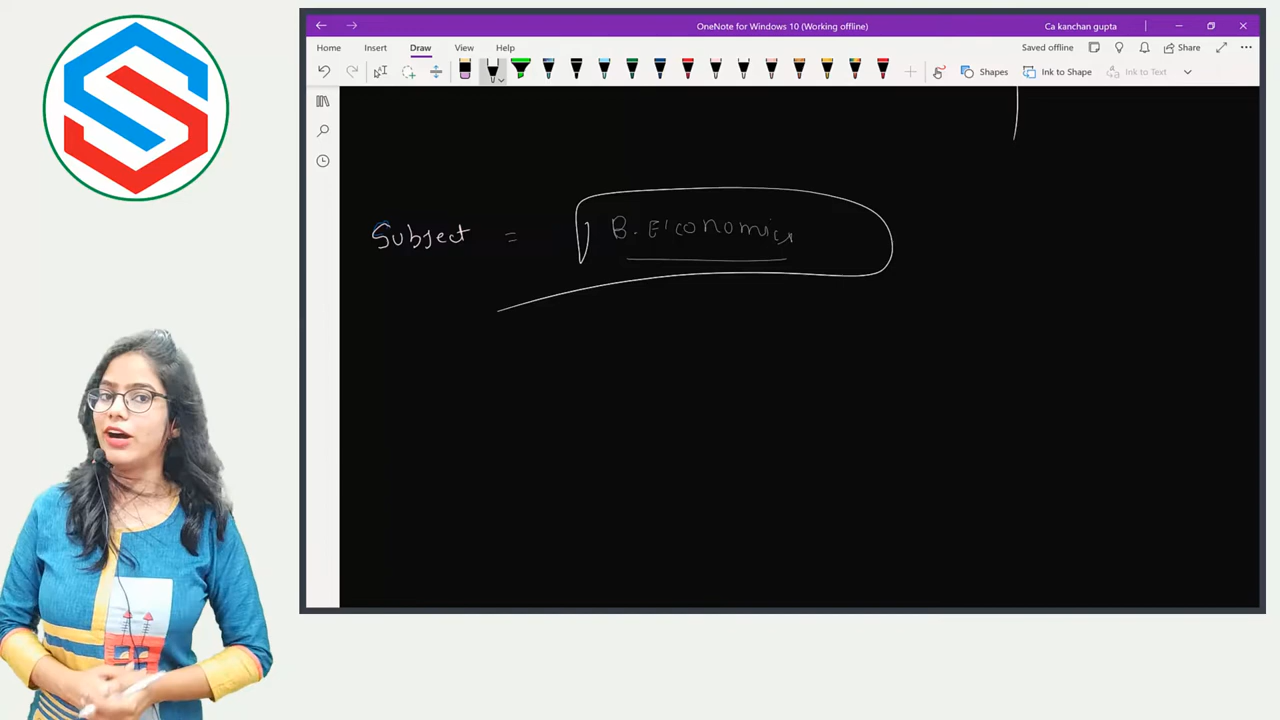 OneNote for Windows 10 (Working offline)
Ca kanchan gupta
Home Insert Draw View Help
Saved offline
Share
Shapes
Ink to Shape
Ink to Text
Subject = B. Economics